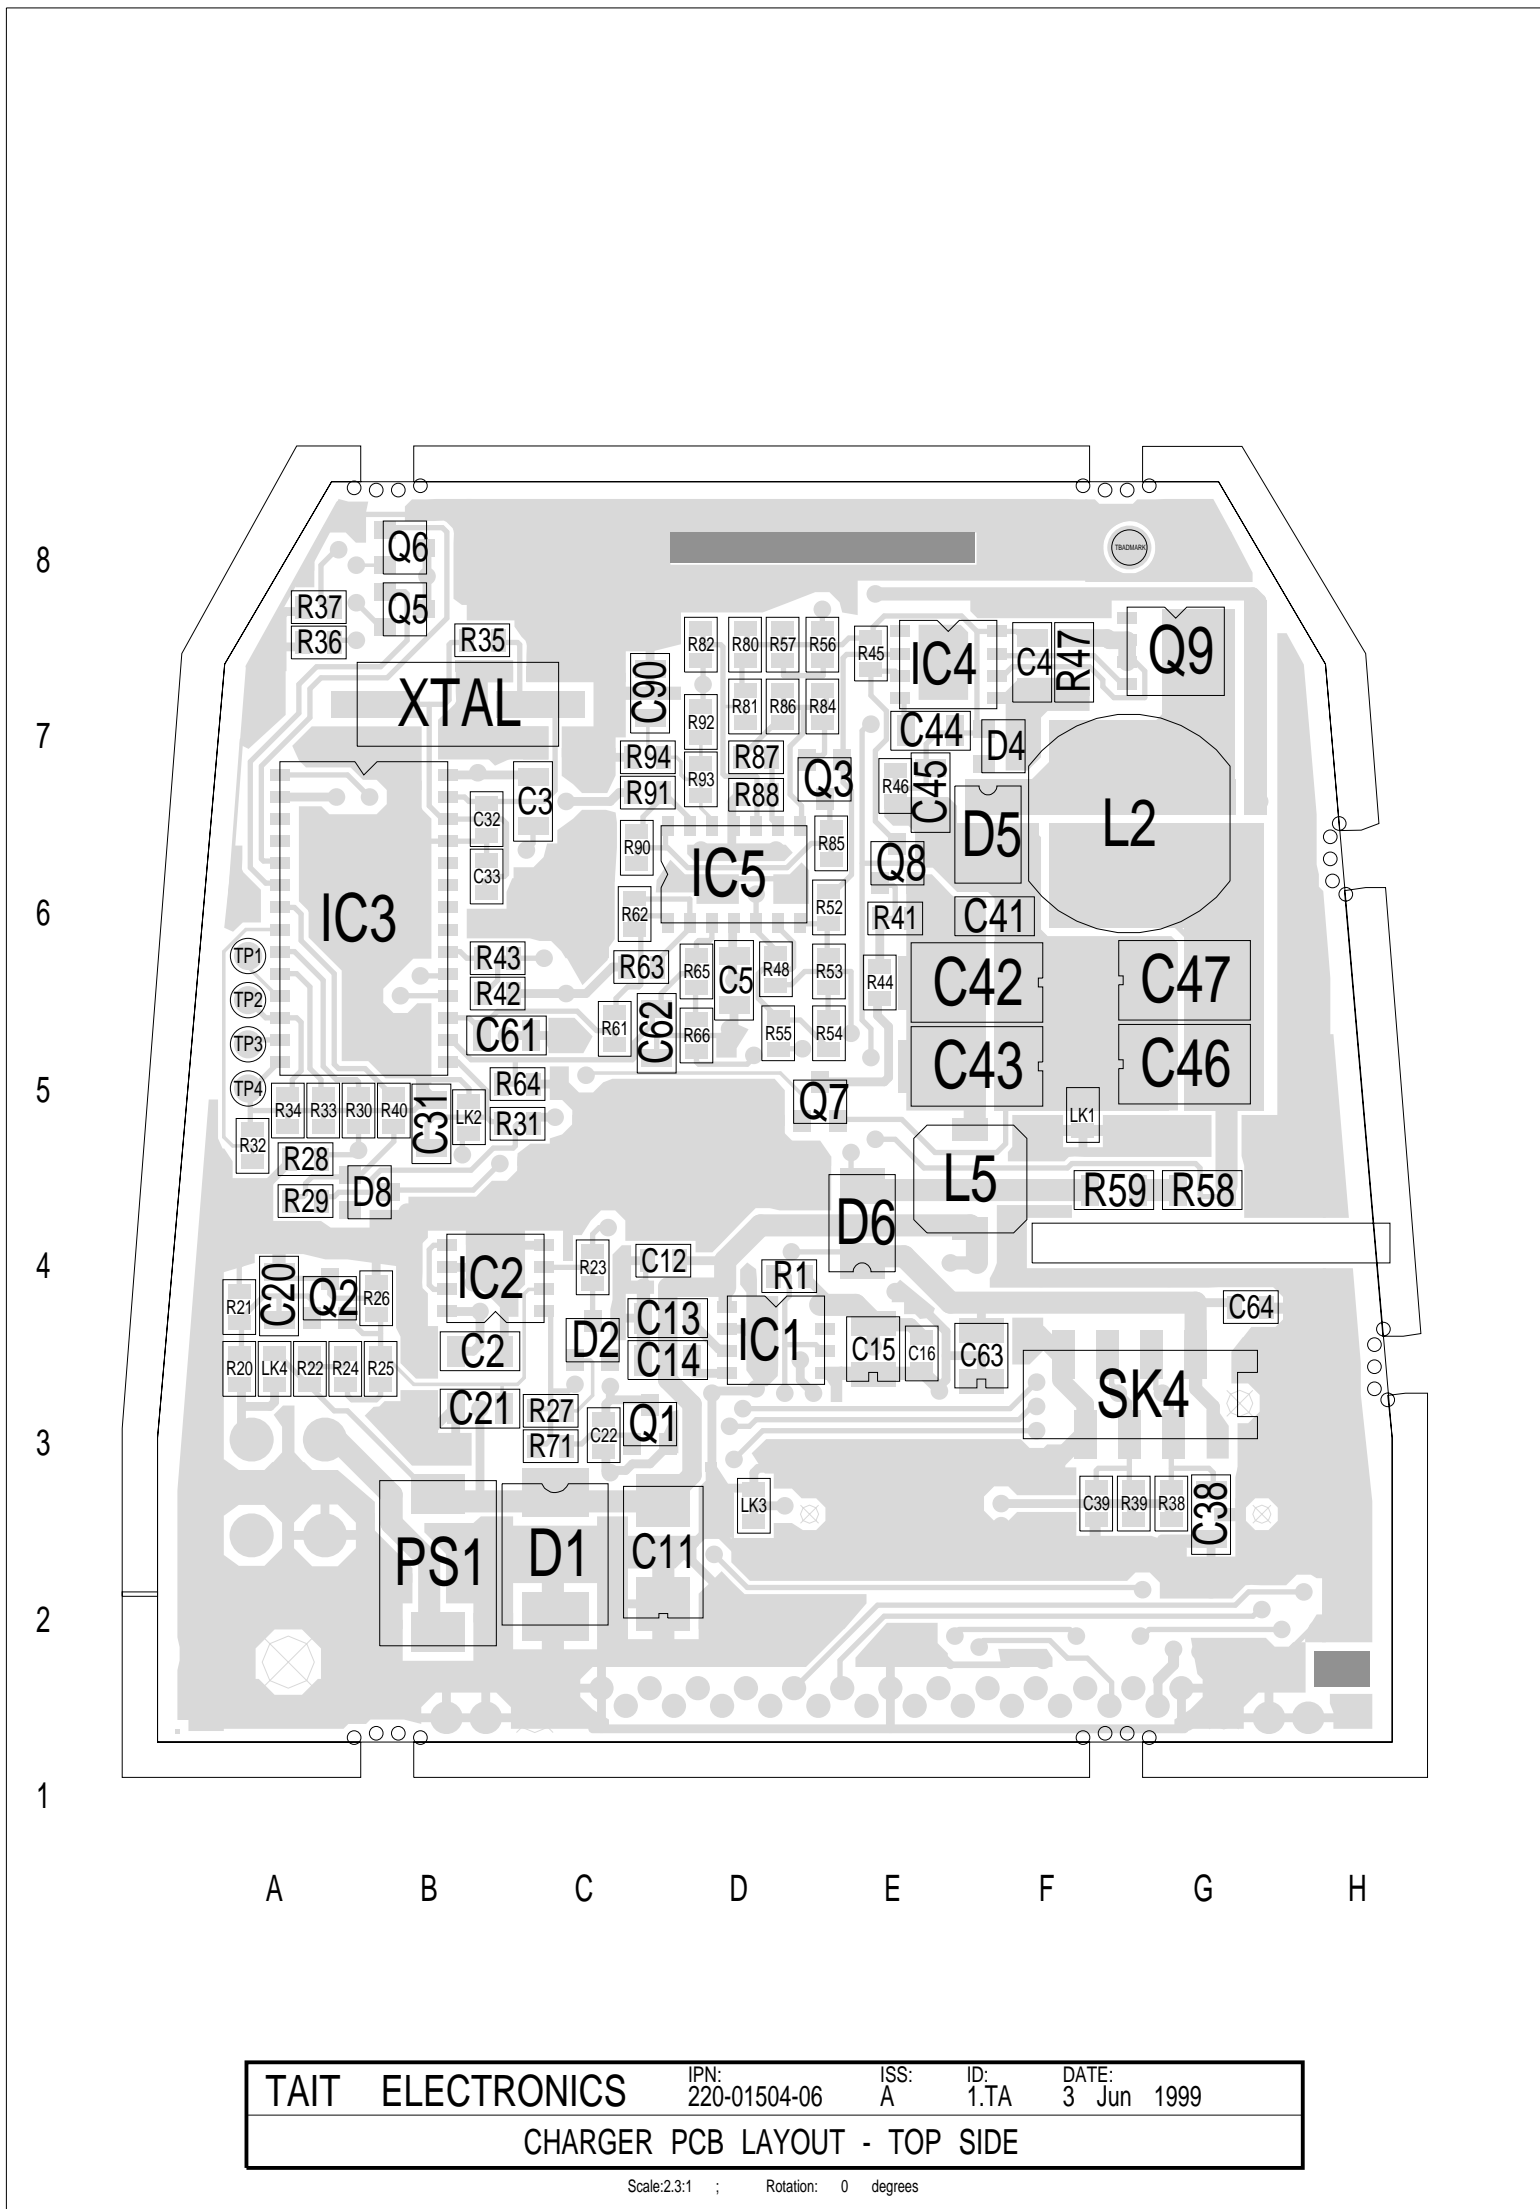 8
Q6
TBADMARK
R37
Q5
R36
R35
R82
R80
R57
R56
R45
IC4
C4
R47
Q9
XTAL
C90
R92
R81
R86
R84
7
C44
D4
R94
R87
R93
Q3
R91
R88
R46
C45
C3
C32
L2
D5
R90
R85
IC5
Q8
C33
6
IC3
R62
R52
R41
C41
TP1
R43
R63
R65
C5
R48
R53
R44
C42
C47
TP2
R42
TP3
C61
R61
C62
R66
R55
R54
C43
C46
5
TP4
R64
R34
R33
R30
R40
C31
LK2
R31
Q7
LK1
R32
R28
R29
D8
L5
R59
R58
D6
4
IC2
R23
C12
R1
R21
C20
Q2
R26
C64
C13
IC1
D2
C2
C14
C15
C16
C63
R20
LK4
R22
R24
R25
SK4
C21
R27
C22
Q1
3
R71
LK3
C39
R39
R38
C38
PS1
D1
C11
2
1
A B C D E F G H
TAIT ELECTRONICS
IPN:
220-01504-06
ISS:
A
ID:
1.TA
DATE:
3 Jun 1999
CHARGER PCB LAYOUT - TOP SIDE
Scale:2.3:1 ; Rotation: 0 degrees